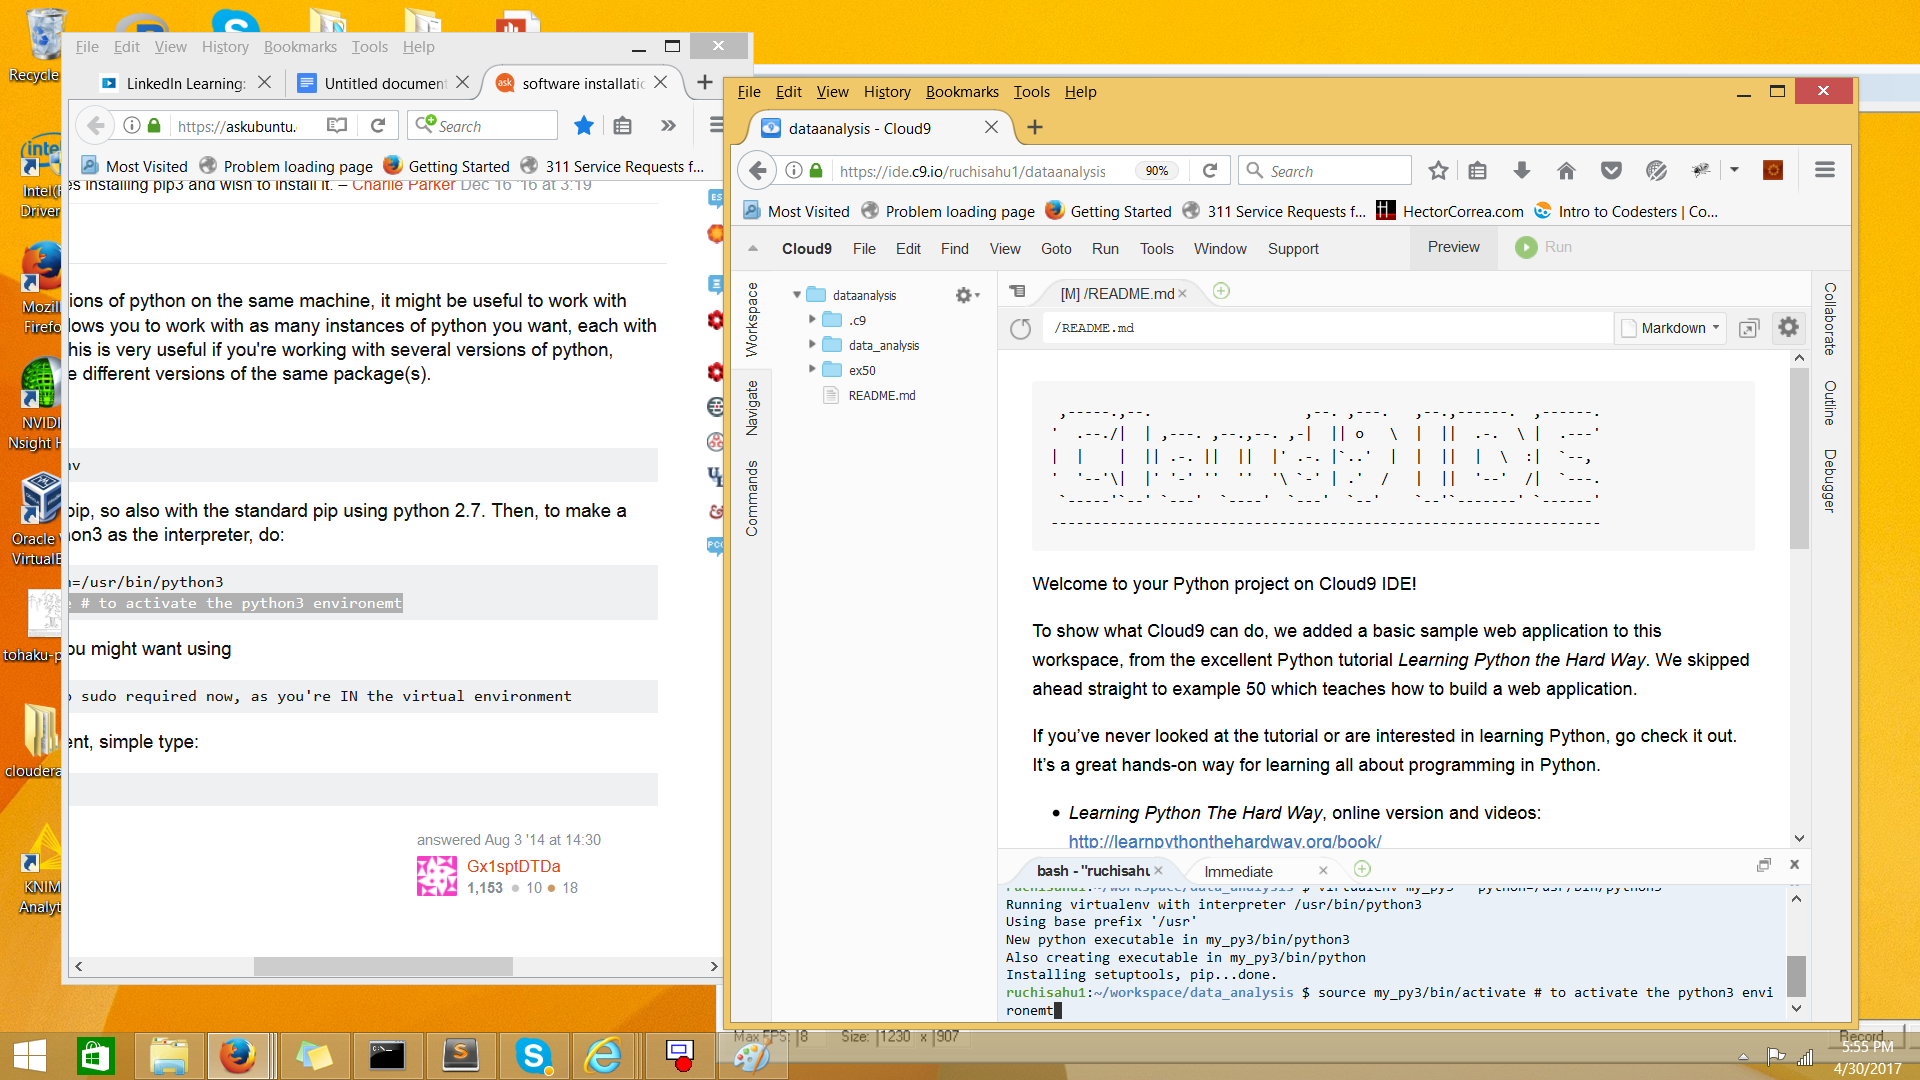 Recycle
Intel(R
Driver
Mozil
Firefo
NVIDI
Nsight H
Oracle
VirtualB
tohaku-p
cloudera
KNIM
Analyt
File Edit View History Bookmarks Tools Help
LinkedIn Learning: Untitled document software installatio
https://askubuntu. Search
Most Visited Problem loading page Getting Started 311 Service Requests f...
es installing pip3 and wish to install it. – Charlie Parker Dec 16 '16 at 3:19
ions of python on the same machine, it might be useful to work with
lows you to work with as many instances of python you want, each with
his is very useful if you're working with several versions of python,
e different versions of the same package(s).
nv
pip, so also with the standard pip using python 2.7. Then, to make a
on3 as the interpreter, do:
=/usr/bin/python3
e # to activate the python3 environemt
ou might want using
o sudo required now, as you're IN the virtual environment
ent, simple type:
answered Aug 3 '14 at 14:30
Gx1sptDTDa
1,153 10 18
File Edit View History Bookmarks Tools Help
dataanalysis - Cloud9
https://ide.c9.io/ruchisahu1/dataanalysis 90% Search
Most Visited Problem loading page Getting Started 311 Service Requests f... HectorCorrea.com Intro to Codesters | Co...
Cloud9 File Edit Find View Goto Run Tools Window Support Preview Run
Workspace
Navigate
Commands
dataanalysis
.c9
data_analysis
ex50
README.md
[M] /README.md
/README.md Markdown
Collaborate
Outline
Debugger
Welcome to your Python project on Cloud9 IDE!
To show what Cloud9 can do, we added a basic sample web application to this
workspace, from the excellent Python tutorial Learning Python the Hard Way. We skipped
ahead straight to example 50 which teaches how to build a web application.
If you’ve never looked at the tutorial or are interested in learning Python, go check it out.
It’s a great hands-on way for learning all about programming in Python.
• Learning Python The Hard Way, online version and videos:
http://learnpythonthehardway.org/book/
bash - "ruchisahu Immediate
ruchisahu1:~/workspace/data_analysis $ virtualenv my_py3 --python=/usr/bin/python3
Running virtualenv with interpreter /usr/bin/python3
Using base prefix '/usr'
New python executable in my_py3/bin/python3
Also creating executable in my_py3/bin/python
Installing setuptools, pip...done.
ruchisahu1:~/workspace/data_analysis $ source my_py3/bin/activate # to activate the python3 envi
ronemt
Max FPS: 8 Size: 1230 x 907 Record
5:55 PM
4/30/2017